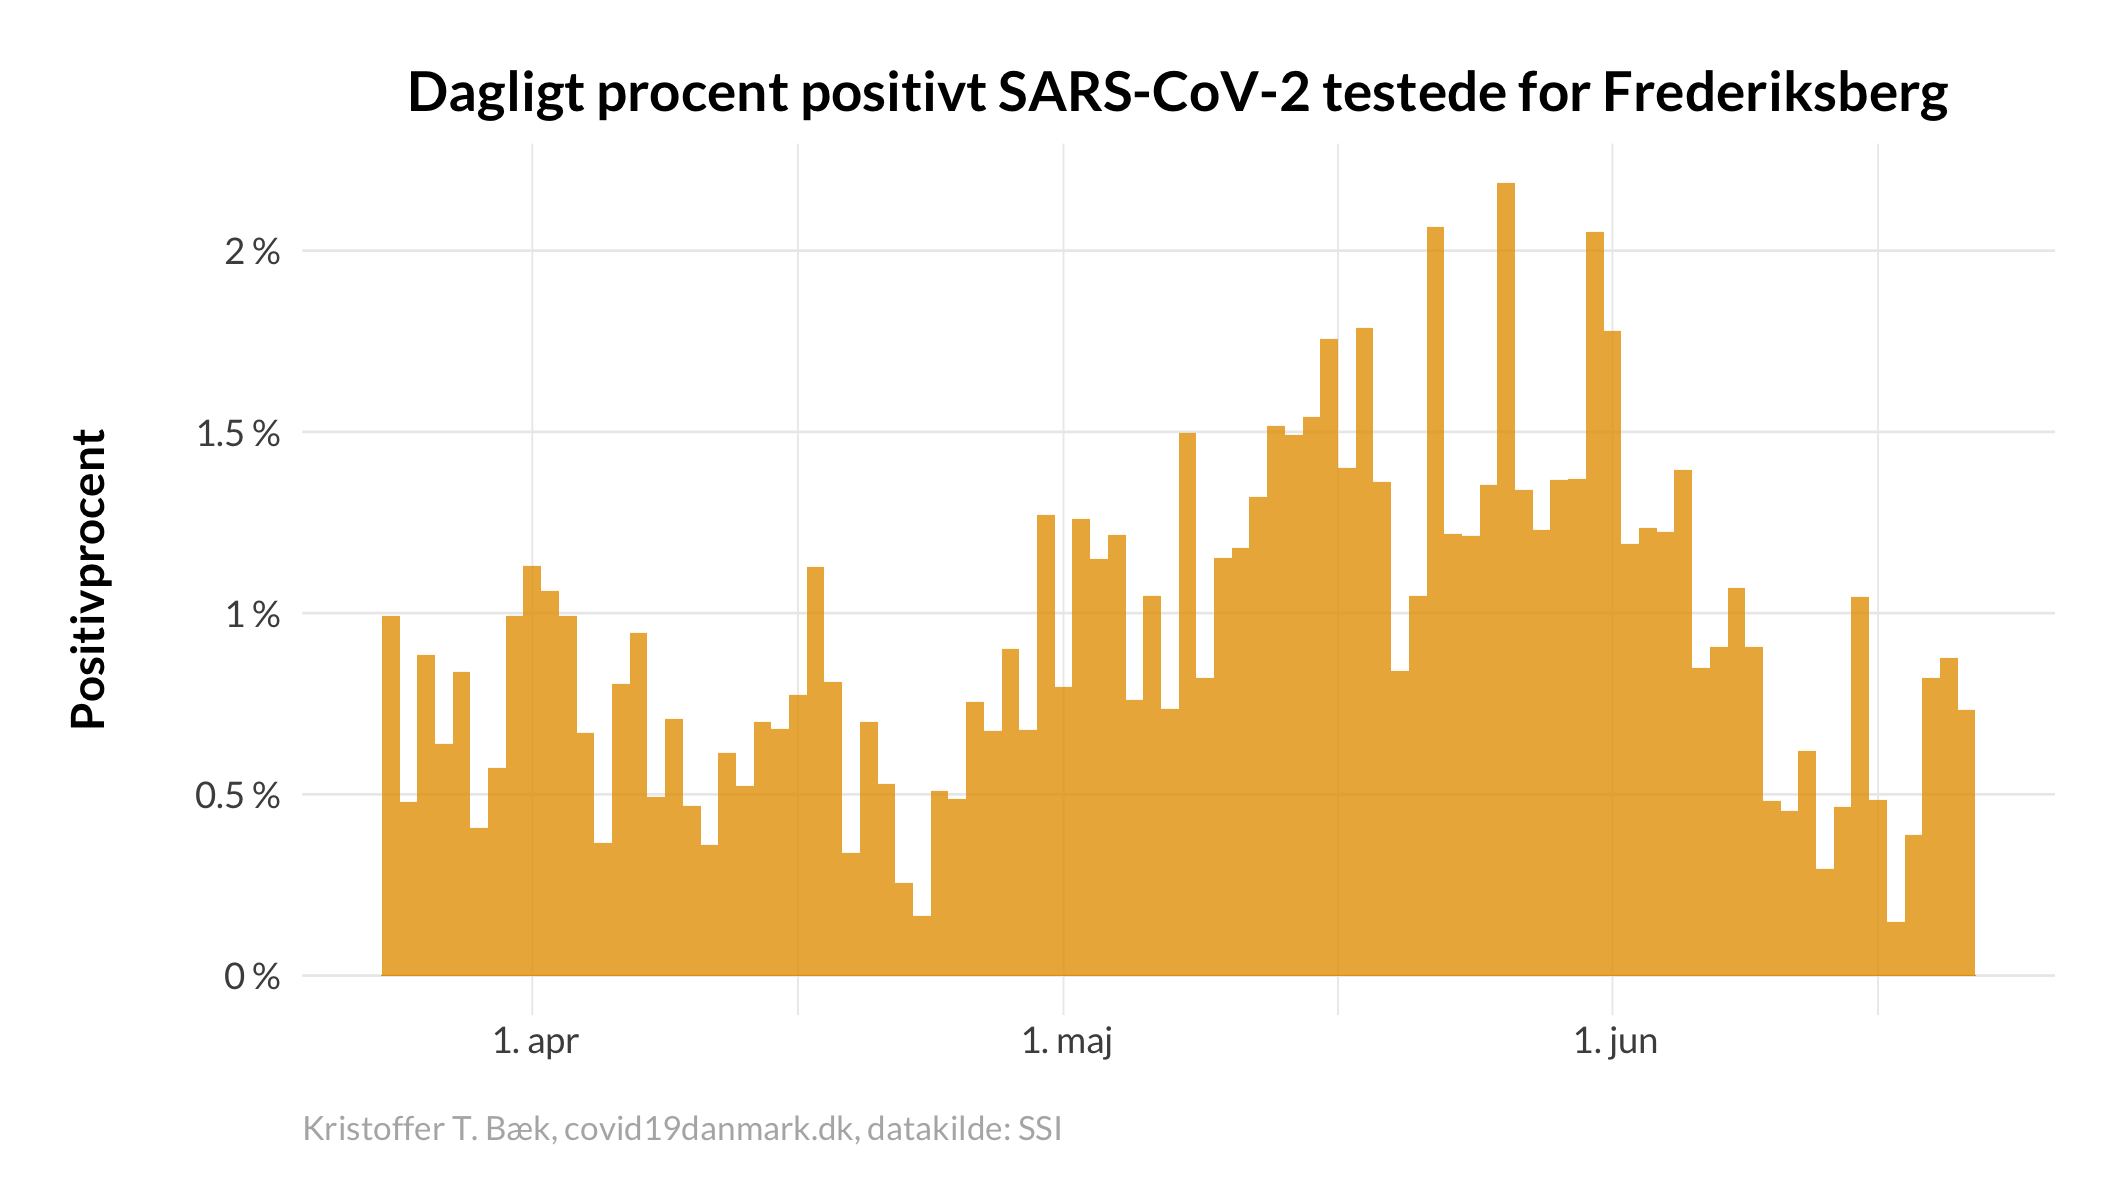 Dagligt procent positivt SARS-CoV-2 testede for Frederiksberg
Positivprocent
2 %
1.5 %
1 %
0.5 %
0 %
1. apr
1. maj
1. jun
Kristoffer T. Bæk, covid19danmark.dk, datakilde: SSI